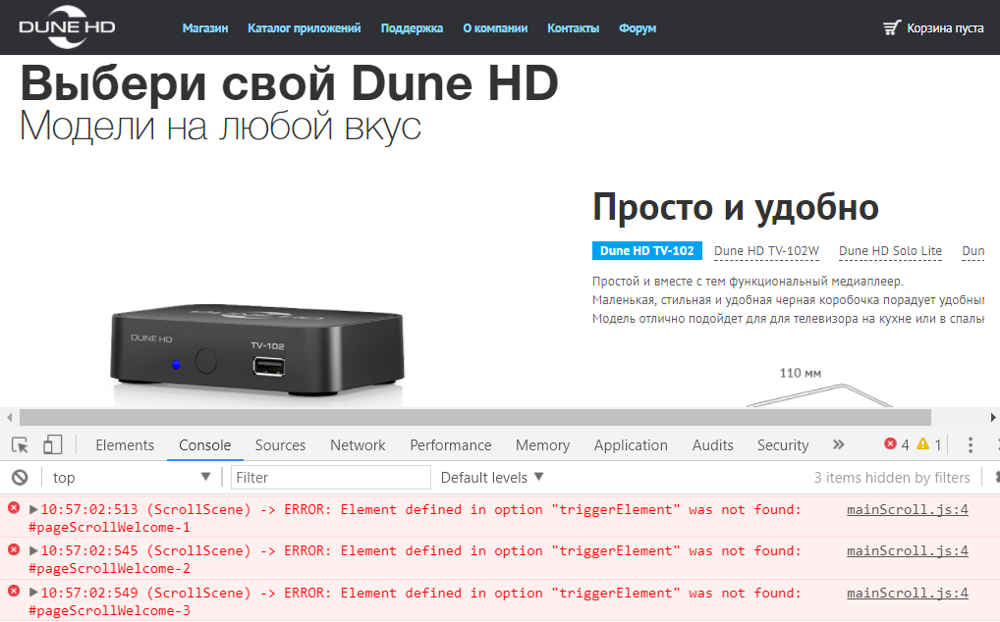 DUNE HD
Магазин Каталог приложений Поддержка О компании Контакты Форум Корзина пуста
Выбери свой Dune HD
Модели на любой вкус
Просто и удобно
Dune HD TV-102 Dune HD TV-102W Dune HD Solo Lite Dun
Простой и вместе с тем функциональный медиаплеер.
Маленькая, стильная и удобная черная коробочка порадует удобным
Модель отлично подойдет для для телевизора на кухне или в спальн
DUNE HD
TV-102
110 мм
Elements Console Sources Network Performance Memory Application Audits Security » 4 1
top Filter Default levels 3 items hidden by filters
10:57:02:513 (ScrollScene) -> ERROR: Element defined in option "triggerElement" was not found: mainScroll.js:4
#pageScrollWelcome-1
10:57:02:545 (ScrollScene) -> ERROR: Element defined in option "triggerElement" was not found: mainScroll.js:4
#pageScrollWelcome-2
10:57:02:549 (ScrollScene) -> ERROR: Element defined in option "triggerElement" was not found: mainScroll.js:4
#pageScrollWelcome-3